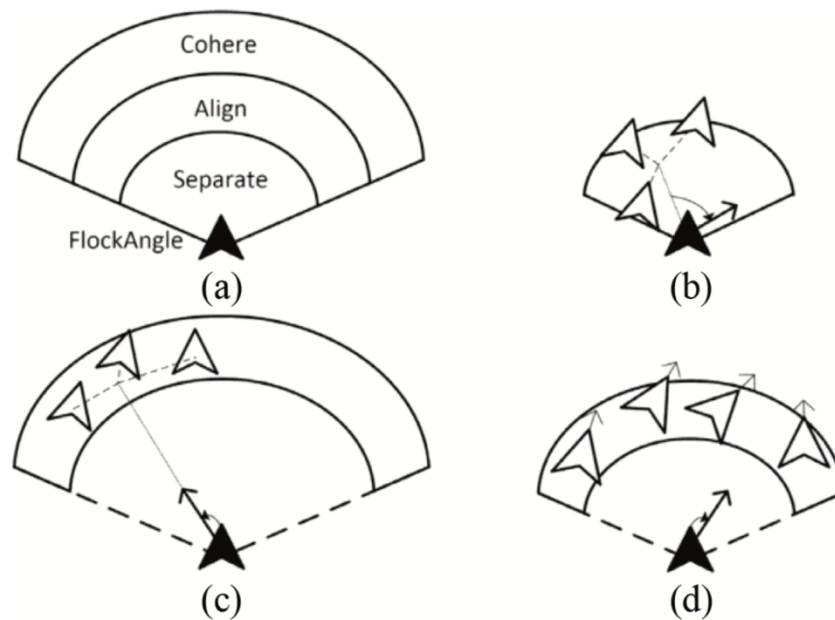 Cohere
Align
Separate
FlockAngle
(a)
(b)
(c)
(d)